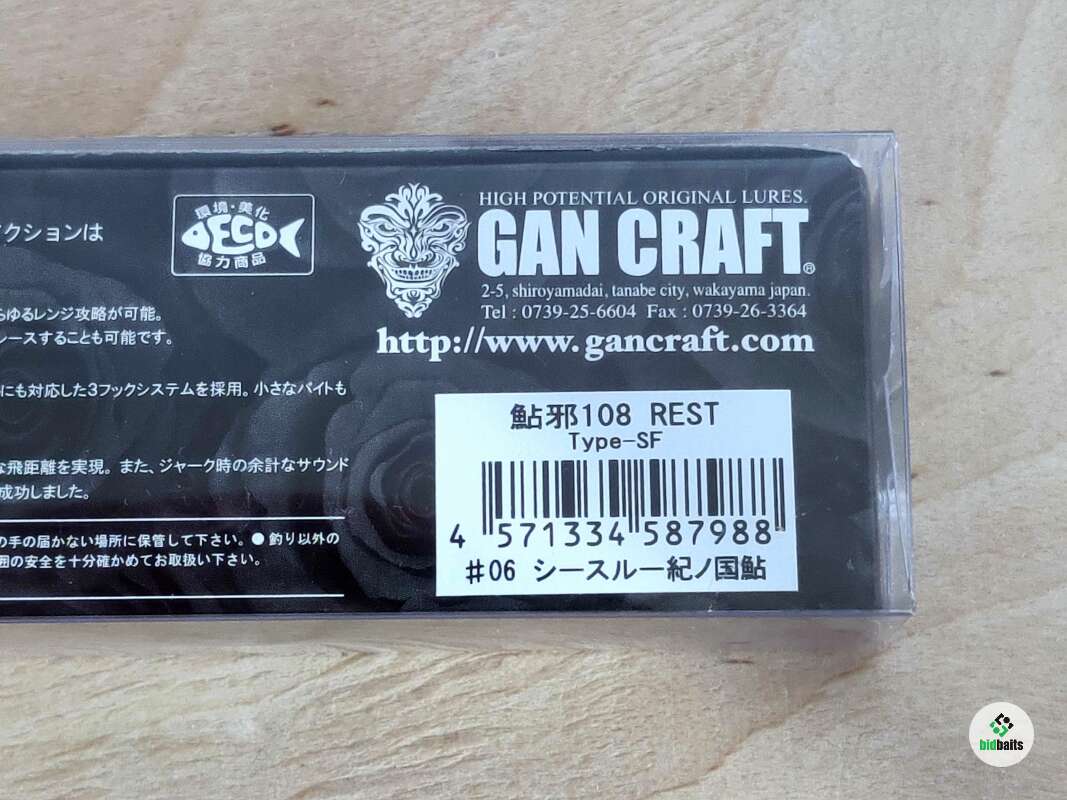 クションは
環境・美化
ECO
協力商品
HIGH POTENTIAL ORIGINAL LURES.
GAN CRAFT®
2-5, shiroyamadai, tanabe city, wakayama japan.
Tel : 0739-25-6604 Fax : 0739-26-3364
http://www.gancraft.com
らゆるレンジ攻略が可能。
ースすることも可能です。
にも対応した3フックシステムを採用。小さなバイトも
な飛距離を実現。また、ジャーク時の余計なサウンド
成功しました。
の手の届かない場所に保管して下さい。●釣り以外の
囲の安全を十分確かめてお取扱い下さい。
鮎邪108 REST
Type-SF
4 571334 587988
#06 シースルー紀ノ国鮎
bidbaits